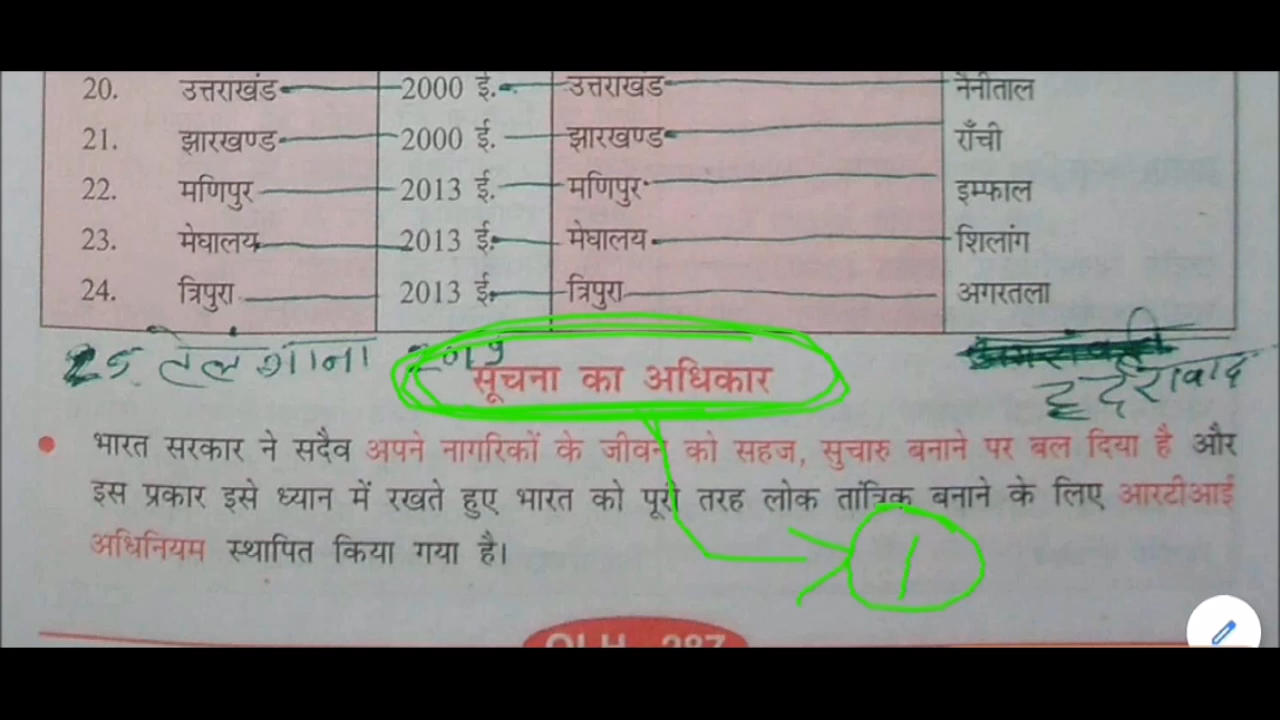 20. उत्तराखंड 2000 ई. उत्तराखंड नैनीताल
21. झारखण्ड 2000 ई. झारखण्ड राँची
22. मणिपुर 2013 ई. मणिपुर इम्फाल
23. मेघालय 2013 ई. मेघालय शिलांग
24. त्रिपुरा 2013 ई. त्रिपुरा अगरतला
25. तेलंगाना 2019
सूचना का अधिकार
भारत सरकार ने सदैव अपने नागरिकों के जीवन को सहज, सुचारु बनाने पर बल दिया है और
इस प्रकार इसे ध्यान में रखते हुए भारत को पूरी तरह लोक तांत्रिक बनाने के लिए आरटीआई
अधिनियम स्थापित किया गया है।
1